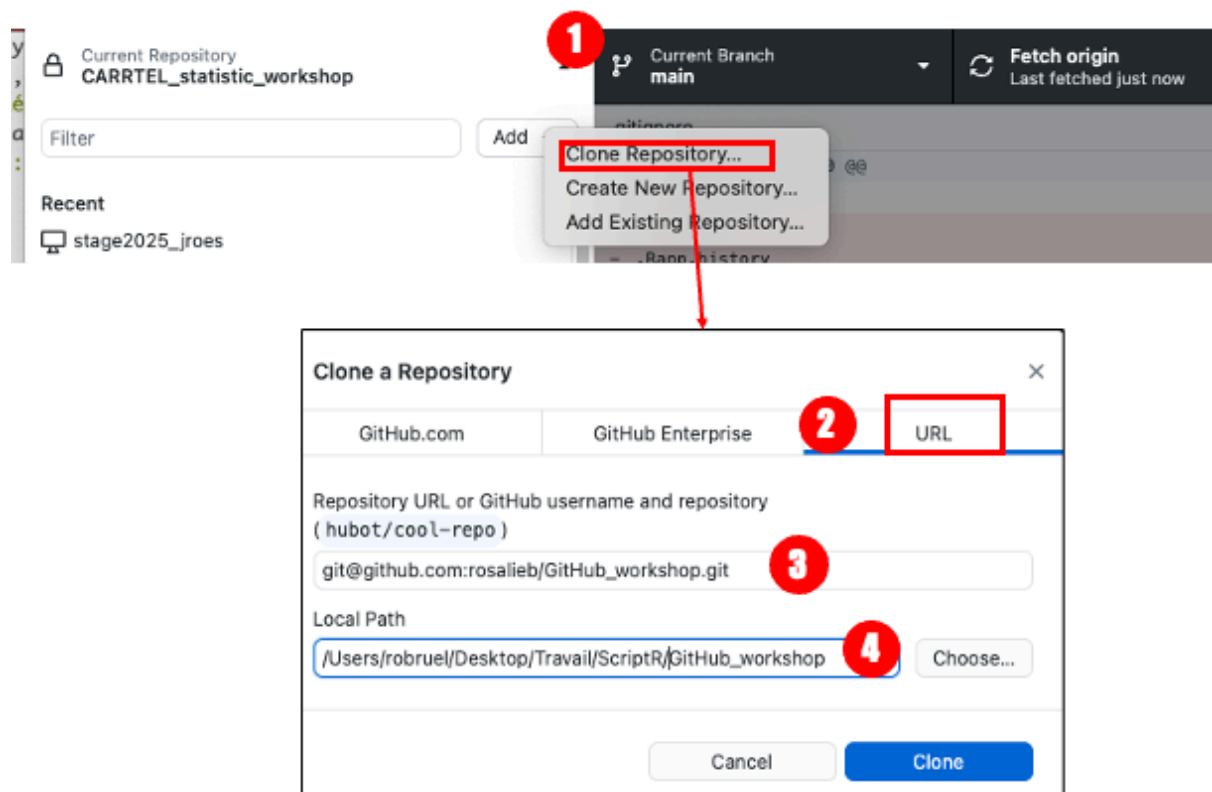 y
,
é
a
:
Current Repository
CARRTEL_statistic_workshop
1
Current Branch
main
Fetch origin
Last fetched just now
Filter
Add
.gitignore
@@
Clone Repository...
Create New Repository...
Add Existing Repository...
Recent
stage2025_jroes
- .Rapp.history
Clone a Repository
GitHub.com
GitHub Enterprise
2
URL
Repository URL or GitHub username and repository
(hubot/cool-repo)
git@github.com:rosalieb/GitHub_workshop.git
3
Local Path
/Users/robruel/Desktop/Travail/ScriptR/GitHub_workshop
4
Choose...
Cancel
Clone